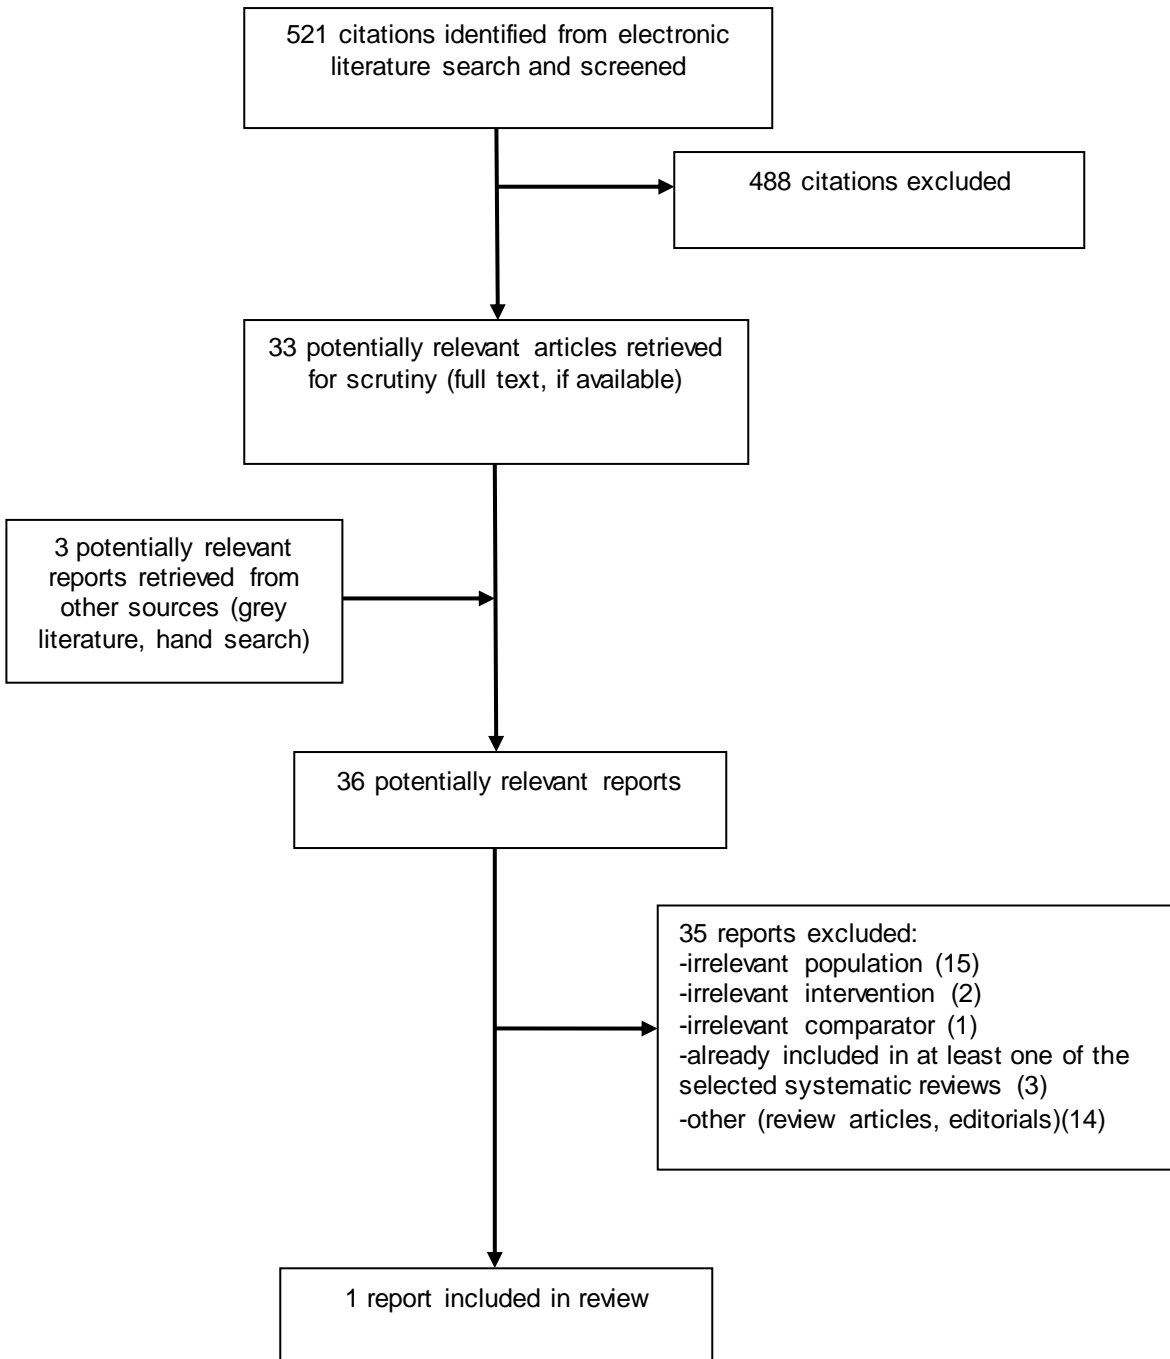 521 citations identified from electronic
literature search and screened
488 citations excluded
33 potentially relevant articles retrieved
for scrutiny (full text, if available)
3 potentially relevant
reports retrieved from
other sources (grey
literature, hand search)
36 potentially relevant reports
35 reports excluded:
-irrelevant population (15)
-irrelevant intervention (2)
-irrelevant comparator (1)
-already included in at least one of the
selected systematic reviews (3)
-other (review articles, editorials)(14)
1 report included in review